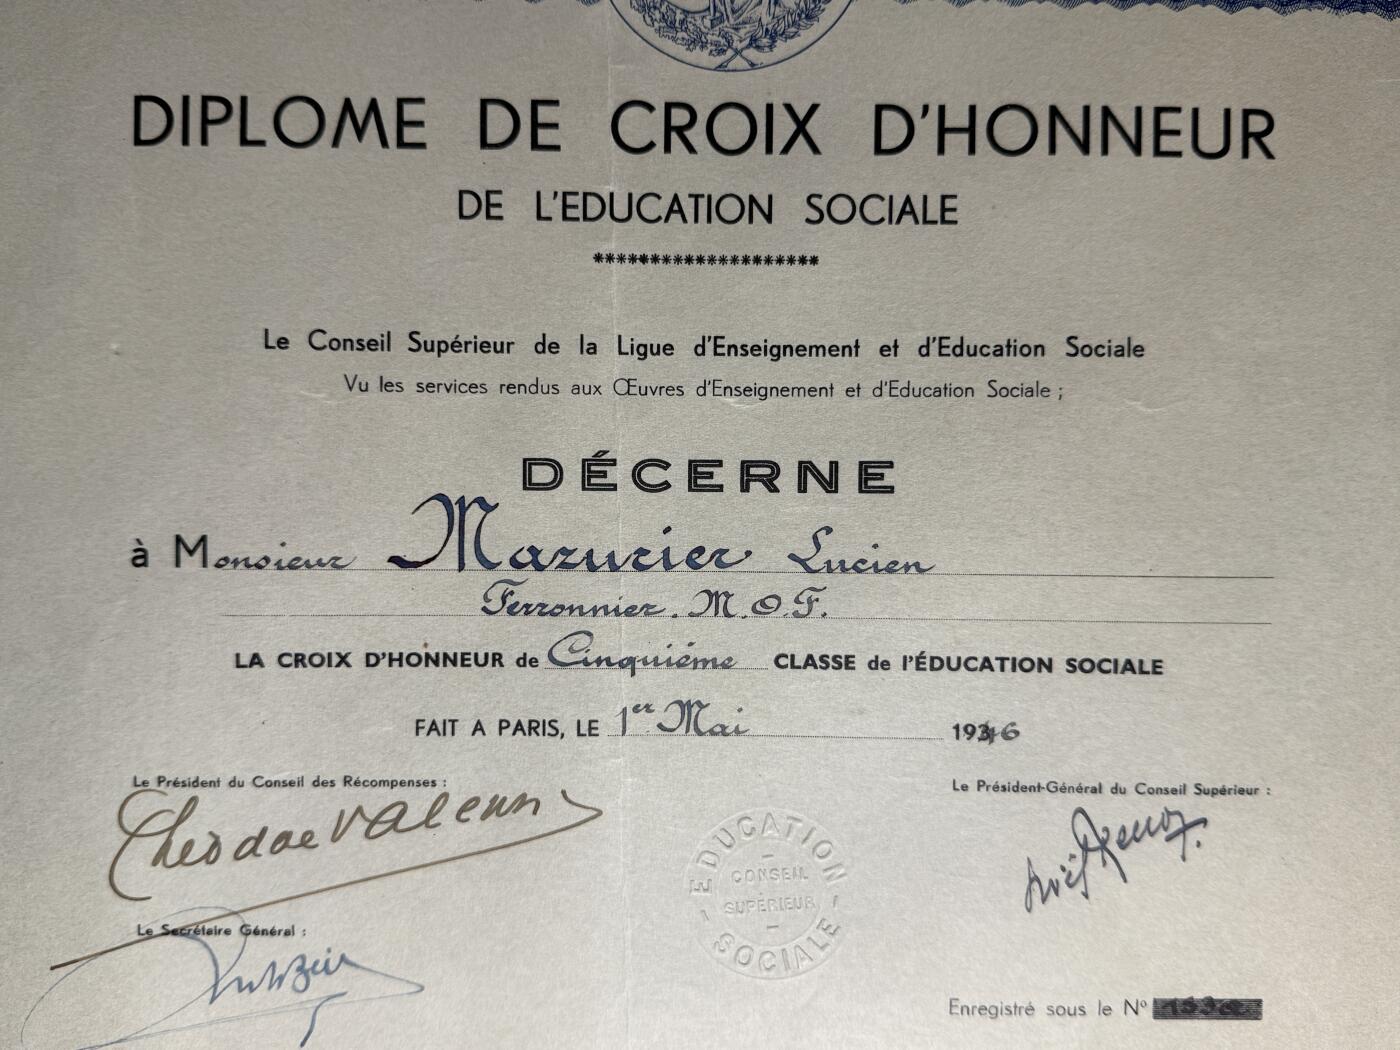 DIPLOME DE CROIX D'HONNEUR
DE L'EDUCATION SOCIALE
********************
Le Conseil Supérieur de la Ligue d'Enseignement et d'Education Sociale
Vu les services rendus aux Œuvres d'Enseignement et d'Education Sociale ;
DÉCERNE
à Monsieur Mazurier Lucien
Ferronnier. M.O.F.
LA CROIX D'HONNEUR de Cinquième CLASSE de l'ÉDUCATION SOCIALE
FAIT A PARIS, LE 1er Mai 1946
Le Président du Conseil des Récompenses :
Le Président-Général du Conseil Supérieur :
EDUCATION
CONSEIL
SUPÉRIEUR
SOCIALE
Le Secrétaire Général :
Enregistré sous le N°